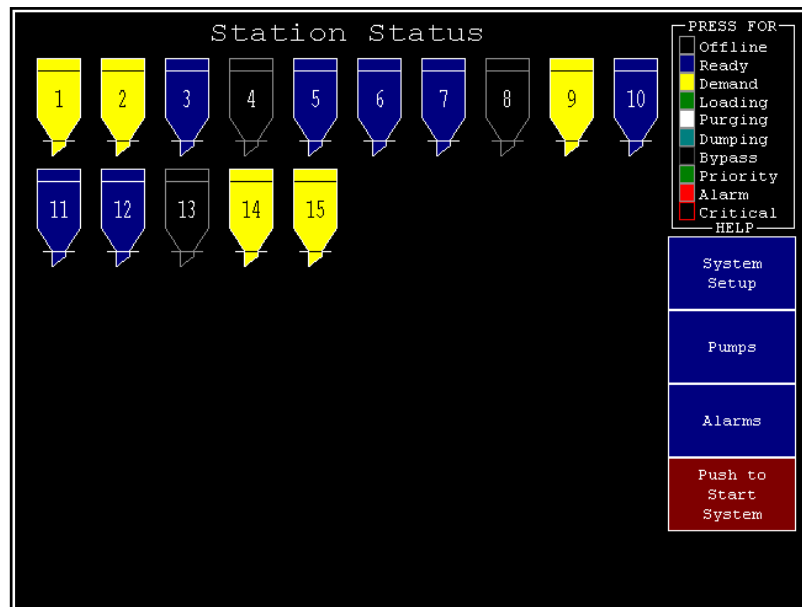 Station Status
1 2 3 4 5 6 7 8 9 10
11 12 13 14 15
PRESS FOR
Offline
Ready
Demand
Loading
Purging
Dumping
Bypass
Priority
Alarm
Critical
HELP
System
Setup
Pumps
Alarms
Push to
Start
System